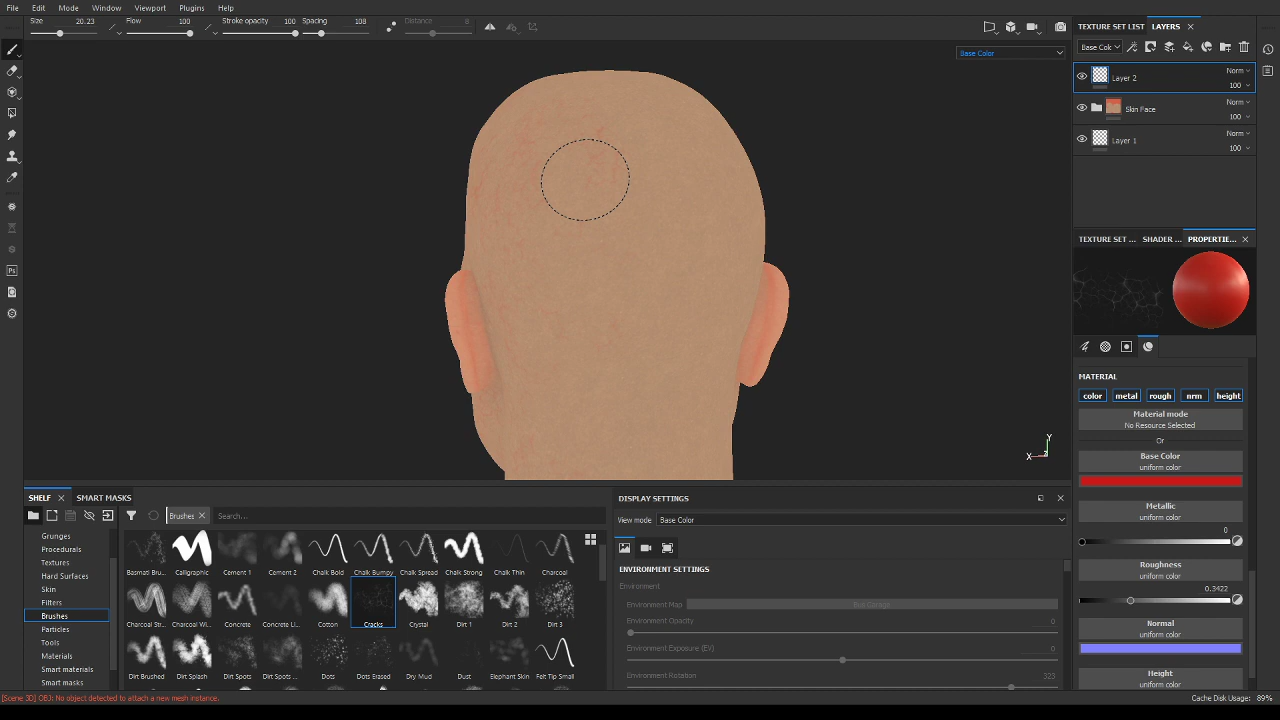 File Edit Mode Window Viewport Plugins Help
Size 20.23 Flow 100 Stroke opacity 100 Spacing 108 Distance 8
Base Color
TEXTURE SET LIST LAYERS
Base Col
Layer 2 Norm 100
Skin Face Norm 100
Layer 1 Norm 100
TEXTURE SET ... SHADER ... PROPERTIE...
MATERIAL
color metal rough nrm height
Material mode
No Resource Selected
Or
Base Color
uniform color
Metallic
uniform color
0
Roughness
uniform color
0.3422
Normal
uniform color
Height
uniform color
Y
X
Z
SHELF SMART MASKS
Brushes Search...
Grunges
Procedurals
Textures
Hard Surfaces
Skin
Filters
Brushes
Particles
Tools
Materials
Smart materials
Smart masks
Basmati Bru... Calligraphic Cement 1 Cement 2 Chalk Bold Chalk Bumpy Chalk Spread Chalk Strong Chalk Thin Charcoal
Charcoal Str... Charcoal Wi... Concrete Concrete Li... Cotton Cracks Crystal Dirt 1 Dirt 2 Dirt 3
Dirt Brushed Dirt Splash Dirt Spots Dirt Spots ... Dots Dots Erased Dry Mud Dust Elephant Skin Felt Tip Small
DISPLAY SETTINGS
View mode Base Color
ENVIRONMENT SETTINGS
Environment
Environment Map
Environment Opacity 0
Environment Exposure (EV) 0
Environment Rotation 323
[Scene 3D] OBJ: No object detected to attach a new mesh instance.
Cache Disk Usage: 89%
Ps